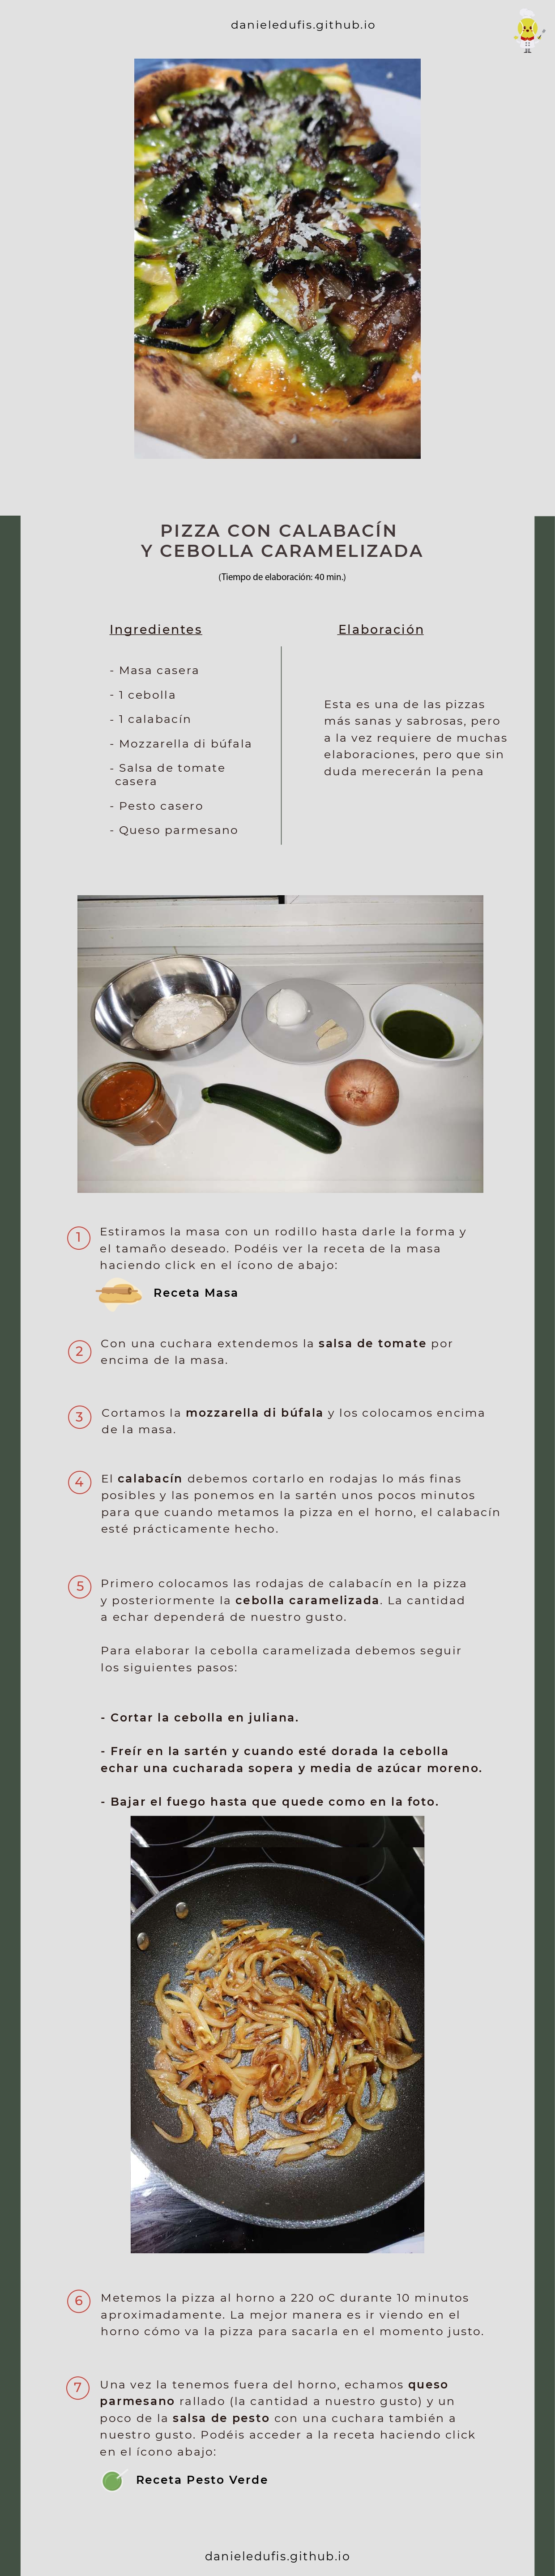 danieledufis.github.io
PIZZA CON CALABACÍN
Y CEBOLLA CARAMELIZADA
(Tiempo de elaboración: 40 min.)
Ingredientes
- Masa casera
- 1 cebolla
- 1 calabacín
- Mozzarella di búfala
- Salsa de tomate
casera
- Pesto casero
- Queso parmesano
Elaboración
Esta es una de las pizzas
más sanas y sabrosas, pero
a la vez requiere de muchas
elaboraciones, pero que sin
duda merecerán la pena
1
Estiramos la masa con un rodillo hasta darle la forma y
el tamaño deseado. Podéis ver la receta de la masa
haciendo click en el ícono de abajo:
Receta Masa
2
Con una cuchara extendemos la salsa de tomate por
encima de la masa.
3
Cortamos la mozzarella di búfala y los colocamos encima
de la masa.
4
El calabacín debemos cortarlo en rodajas lo más finas
posibles y las ponemos en la sartén unos pocos minutos
para que cuando metamos la pizza en el horno, el calabacín
esté prácticamente hecho.
5
Primero colocamos las rodajas de calabacín en la pizza
y posteriormente la cebolla caramelizada. La cantidad
a echar dependerá de nuestro gusto.
Para elaborar la cebolla caramelizada debemos seguir
los siguientes pasos:
- Cortar la cebolla en juliana.
- Freír en la sartén y cuando esté dorada la cebolla
echar una cucharada sopera y media de azúcar moreno.
- Bajar el fuego hasta que quede como en la foto.
6
Metemos la pizza al horno a 220 oC durante 10 minutos
aproximadamente. La mejor manera es ir viendo en el
horno cómo va la pizza para sacarla en el momento justo.
7
Una vez la tenemos fuera del horno, echamos queso
parmesano rallado (la cantidad a nuestro gusto) y un
poco de la salsa de pesto con una cuchara también a
nuestro gusto. Podéis acceder a la receta haciendo click
en el ícono abajo:
Receta Pesto Verde
danieledufis.github.io